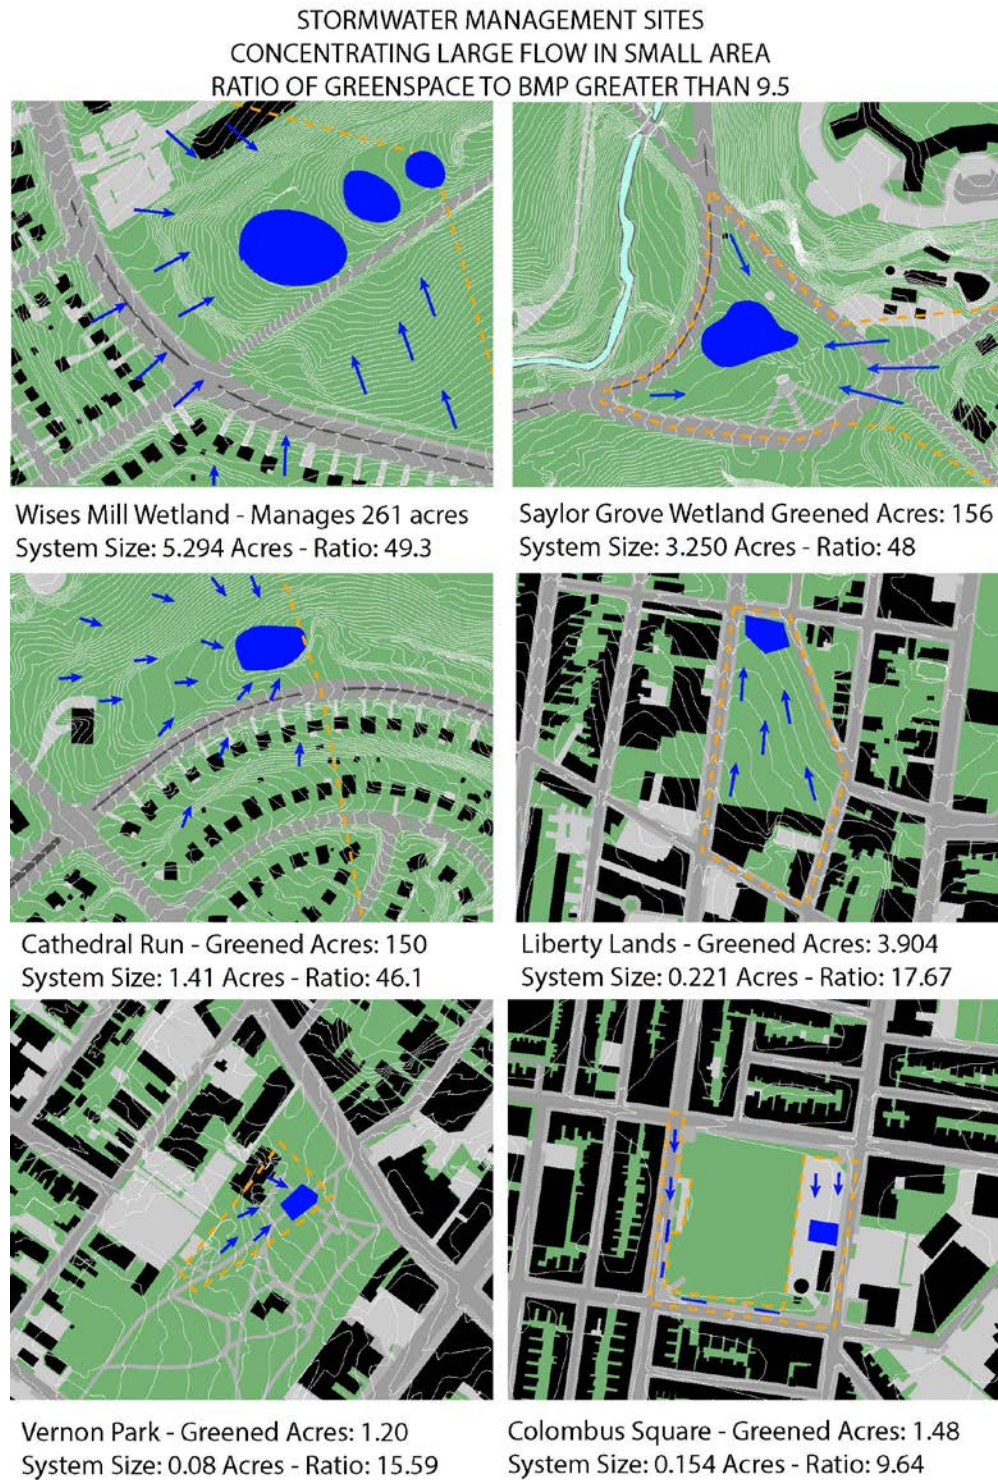 STORMWATER MANAGEMENT SITES
CONCENTRATING LARGE FLOW IN SMALL AREA
RATIO OF GREENSPACE TO BMP GREATER THAN 9.5
Wises Mill Wetland - Manages 261 acres
System Size: 5.294 Acres - Ratio: 49.3
Saylor Grove Wetland Greened Acres: 156
System Size: 3.250 Acres - Ratio: 48
Cathedral Run - Greened Acres: 150
System Size: 1.41 Acres - Ratio: 46.1
Liberty Lands - Greened Acres: 3.904
System Size: 0.221 Acres - Ratio: 17.67
Vernon Park - Greened Acres: 1.20
System Size: 0.08 Acres - Ratio: 15.59
Colombus Square - Greened Acres: 1.48
System Size: 0.154 Acres - Ratio: 9.64